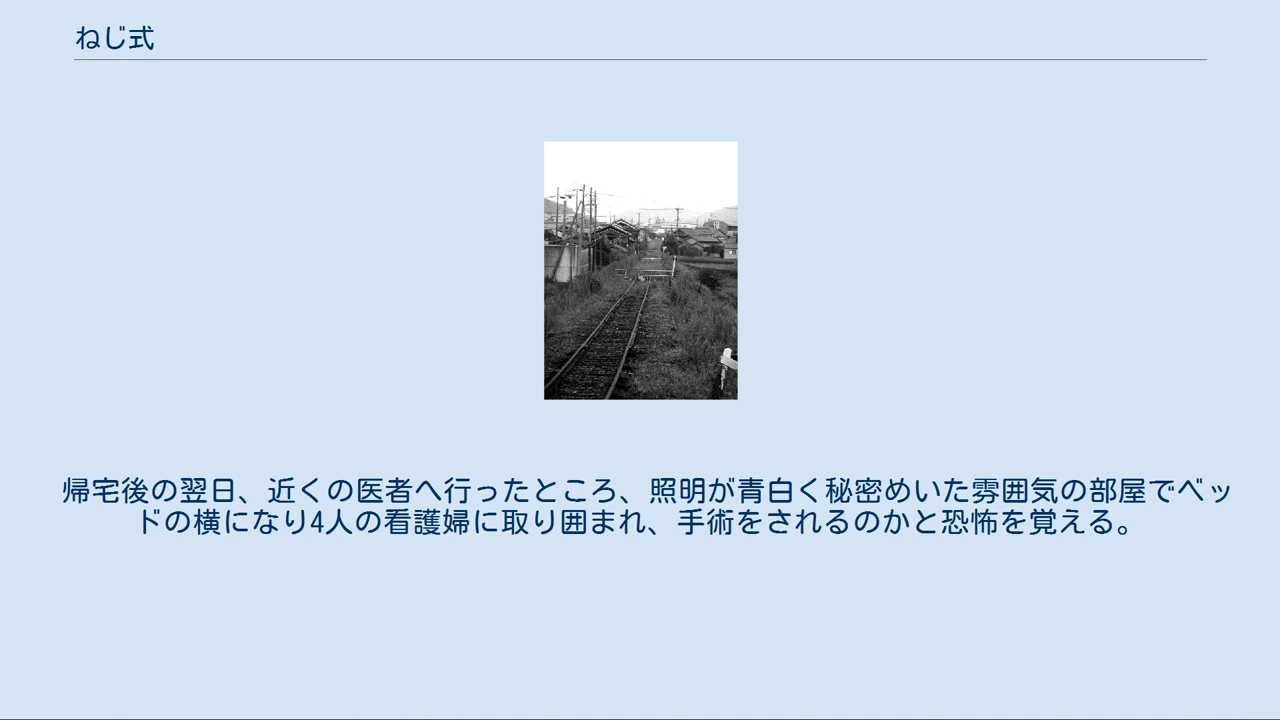 ねじ式
帰宅後の翌日、近くの医者へ行ったところ、照明が青白く秘密めいた雰囲気の部屋でベッ
ドの横になり4人の看護婦に取り囲まれ、手術をされるのかと恐怖を覚える。